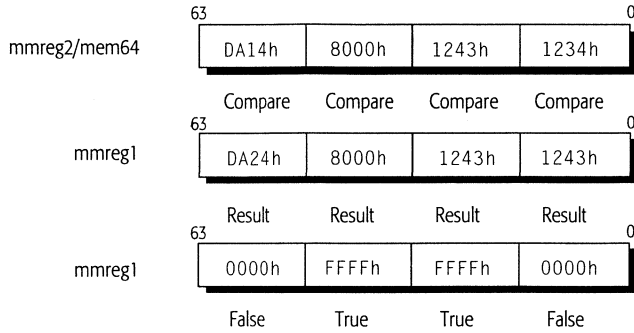 63 0
mmreg2/mem64 DA14h 8000h 1243h 1234h
Compare Compare Compare Compare
63 0
mmreg1 DA24h 8000h 1243h 1243h
Result Result Result Result
63 0
mmreg1 0000h FFFFh FFFFh 0000h
False True True False